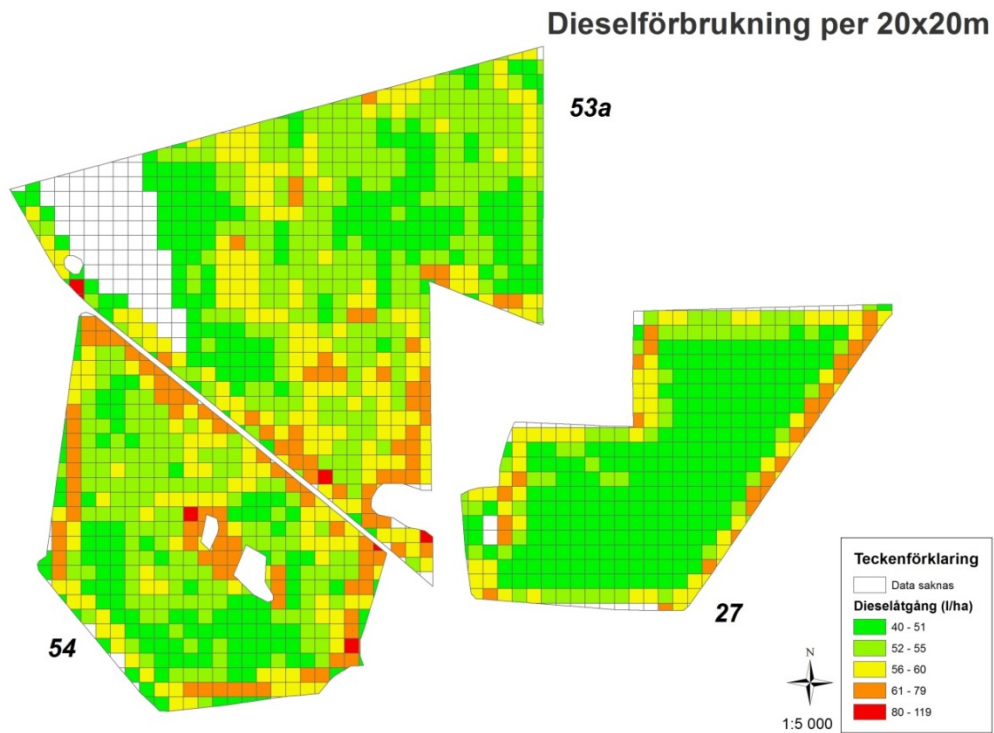 Dieselförbrukning per 20x20m
53a
54
27
N
1:5 000
Teckenförklaring
Data saknas
Dieselåtgång (l/ha)
40 - 51
52 - 55
56 - 60
61 - 79
80 - 119